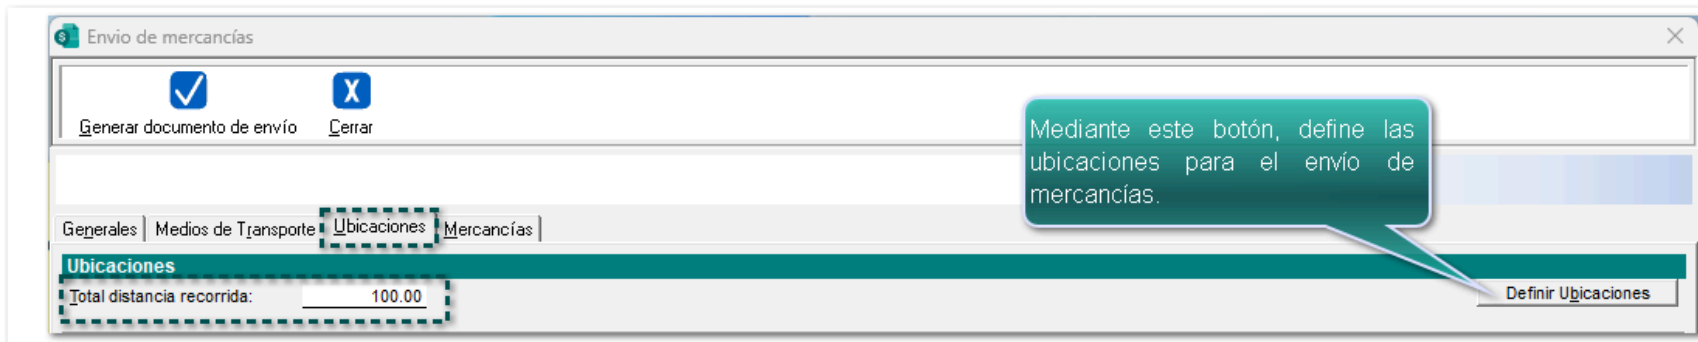 Envio de mercancías
Generar documento de envío
Cerrar
Mediante este botón, define las
ubicaciones para el envío de
mercancías.
Generales
Medios de Transporte
Ubicaciones
Mercancías
Ubicaciones
Total distancia recorrida: 100.00
Definir Ubicaciones